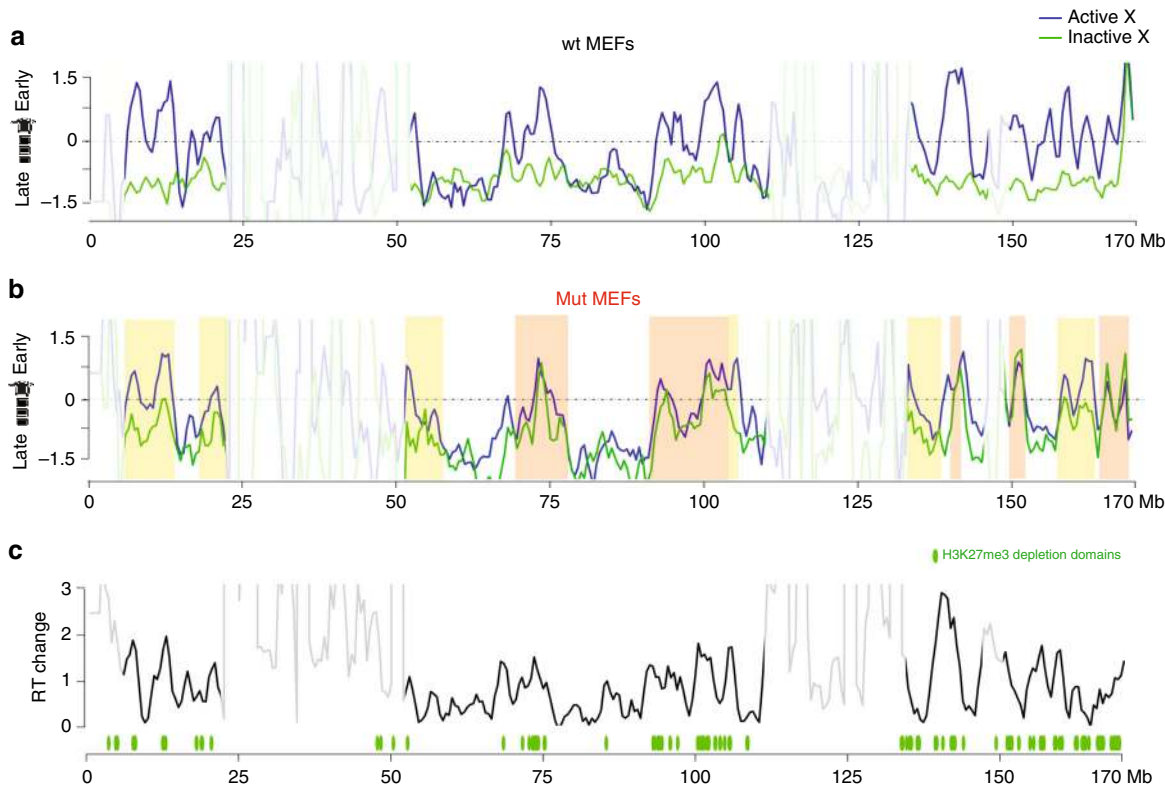 a
wt MEFs
Active X
Inactive X
Late Early
1.5
0
−1.5
0 25 50 75 100 125 150 170 Mb
b
Mut MEFs
Late Early
1.5
0
−1.5
0 25 50 75 100 125 150 170 Mb
c
H3K27me3 depletion domains
RT change
3
2
1
0
0 25 50 75 100 125 150 170 Mb